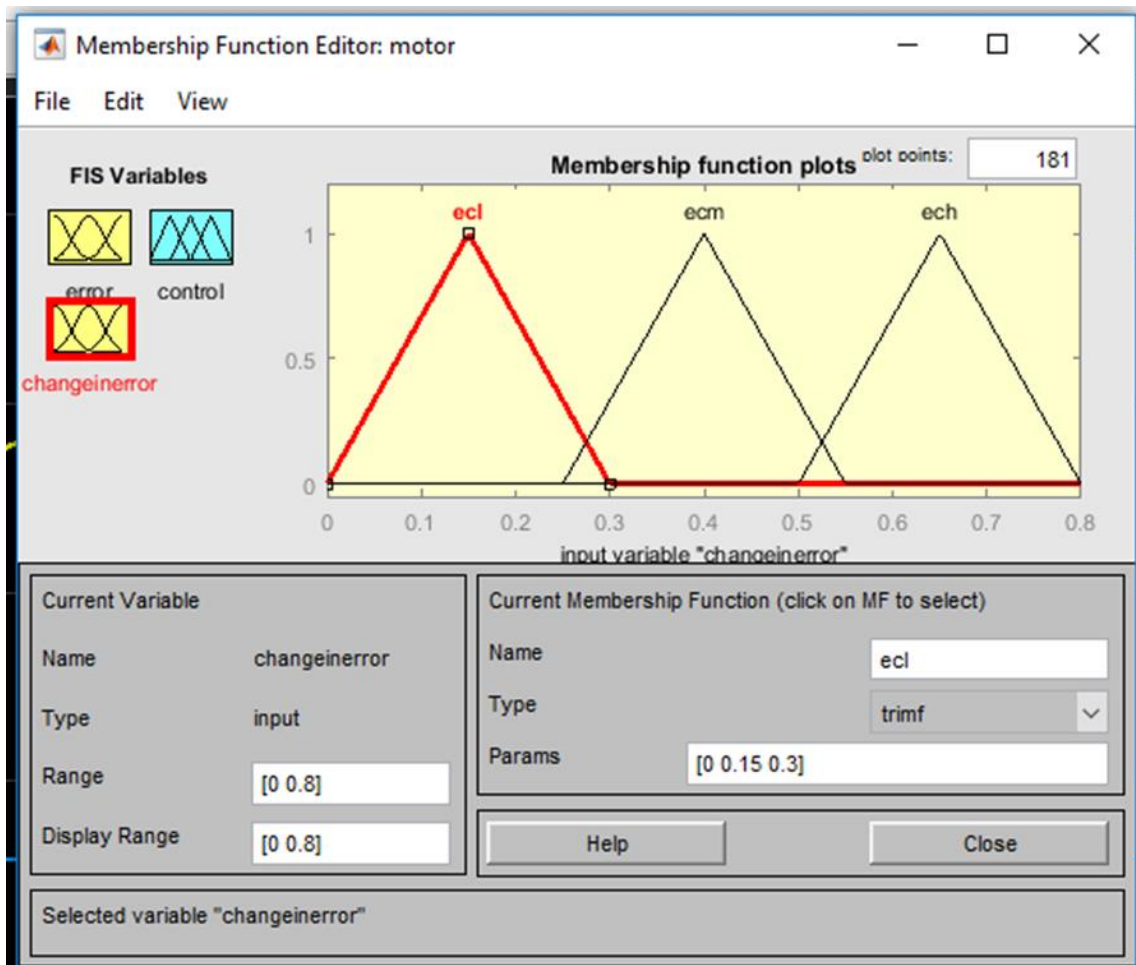 Membership Function Editor: motor
File Edit View
FIS Variables
error
control
changeinerror
Membership function plots
plot points:
181
ecl
ecm
ech
1
0.5
0
0 0.1 0.2 0.3 0.4 0.5 0.6 0.7 0.8
input variable "changeinerror"
Current Variable
Name changeinerror
Type input
Range [0 0.8]
Display Range [0 0.8]
Current Membership Function (click on MF to select)
Name ecl
Type trimf
Params [0 0.15 0.3]
Help Close
Selected variable "changeinerror"